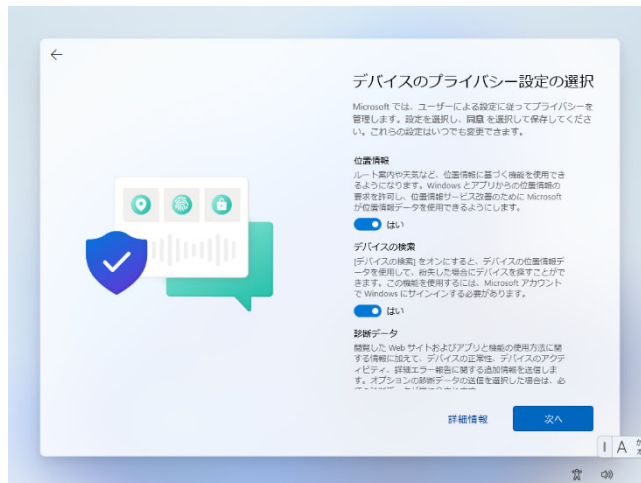 デバイスのプライバシー設定の選択
Microsoft では、ユーザーによる設定に従ってプライバシーを
管理します。設定を選択し、同意 を選択して保存してくださ
い。これらの設定はいつでも変更できます。
位置情報
ルート案内や天気など、位置情報に基づく機能を使用でき
るようになります。Windows とアプリからの位置情報の
要求を許可し、位置情報サービス改善のために Microsoft
が位置情報データを使用できるようにします。
はい
デバイスの検索
[デバイスの検索] をオンにすると、デバイスの位置情報デ
ータを使用して、紛失した場合にデバイスを探すことがで
きます。この機能を使用するには、Microsoft アカウント
で Windows にサインインする必要があります。
はい
診断データ
閲覧した Web サイトおよびアプリと機能の使用方法に関
する情報に加えて、デバイスの正常性、デバイスのアクテ
ィビティ、詳細エラー報告に関する追加情報を送信しま
す。オプションの診断データの送信を選択した場合は、必
詳細情報
次へ
A